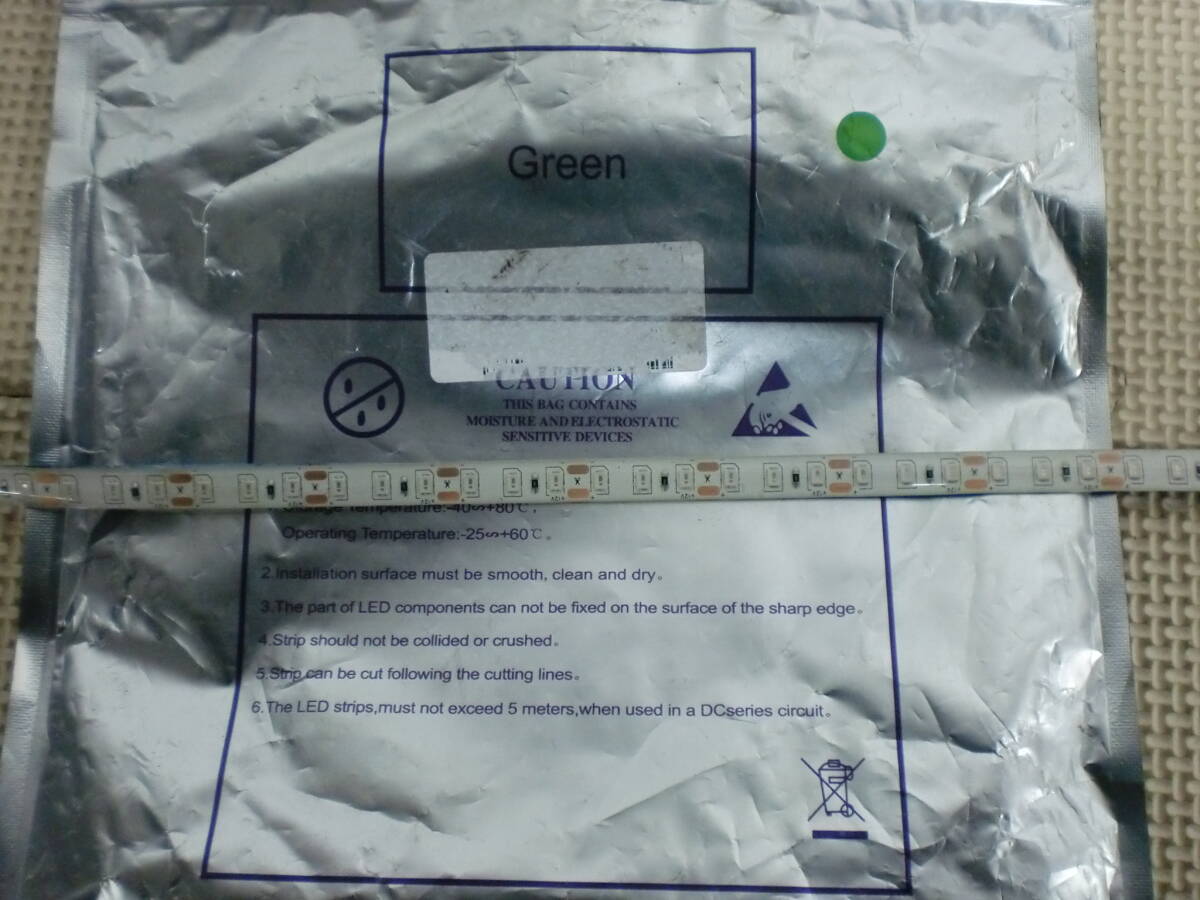 Green
CAUTION
THIS BAG CONTAINS
MOISTURE AND ELECTROSTATIC
SENSITIVE DEVICES
Temperature:-40∽+80℃,
Operating Temperature:-25∽+60℃。
2.Installation surface must be smooth, clean and dry。
3.The part of LED components can not be fixed on the surface of the sharp edge。
4.Strip should not be collided or crushed。
5.Strip can be cut following the cutting lines。
6.The LED strips,must not exceed 5 meters,when used in a DCseries circuit。